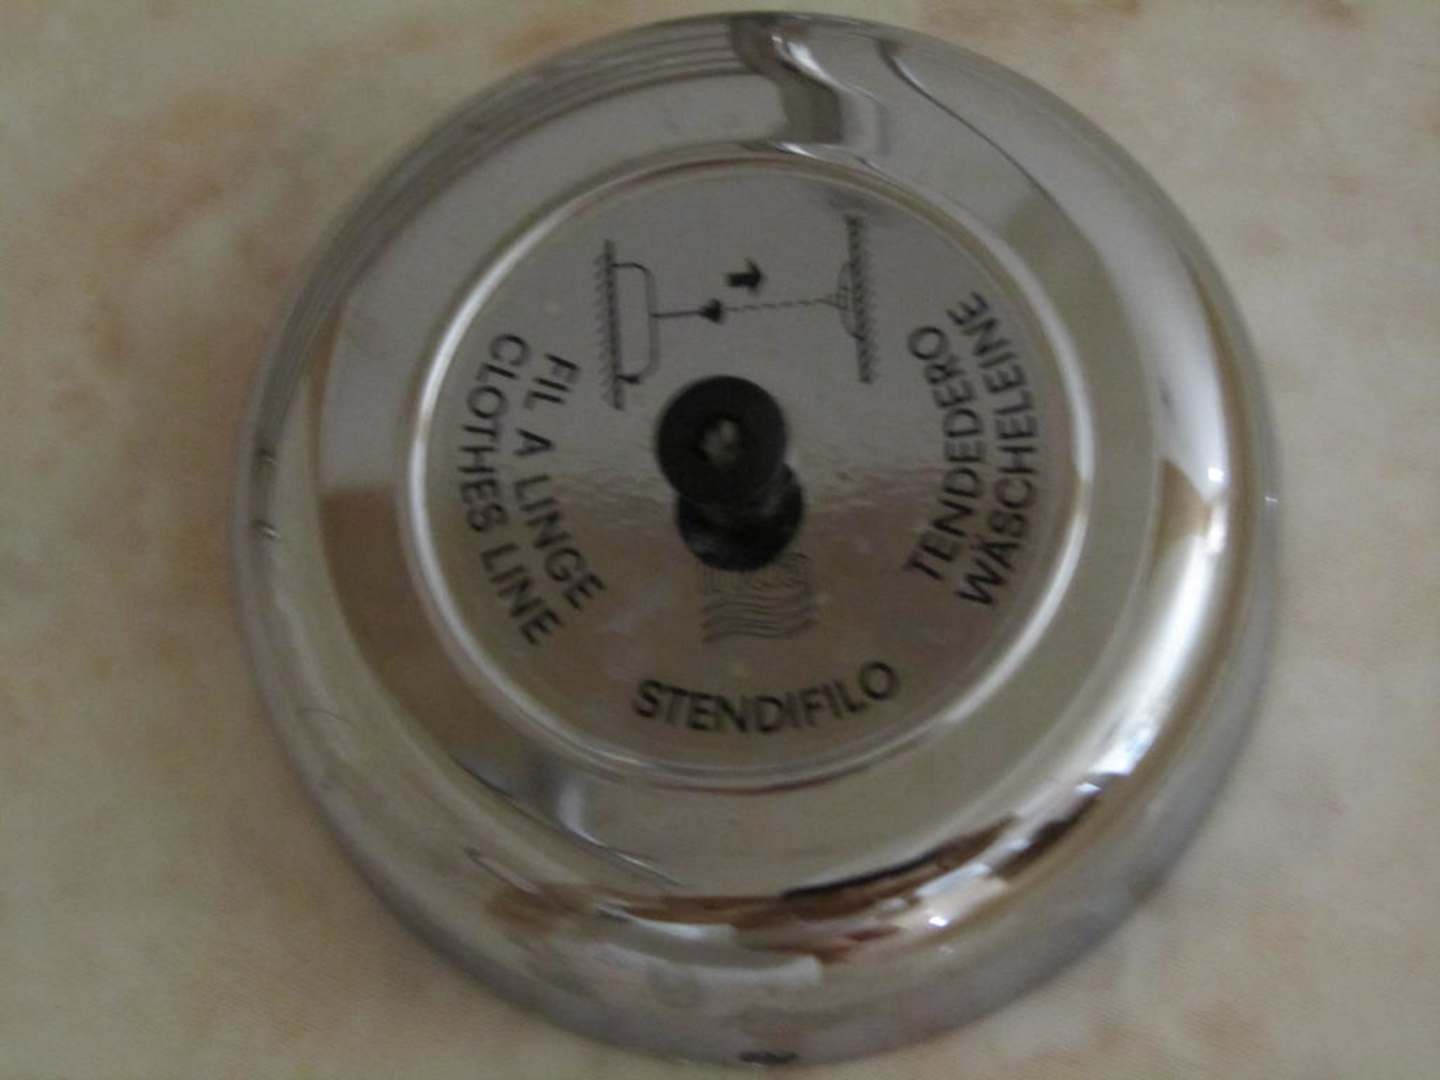 FIL A LINGE
CLOTHES LINE
TENDEDERO
WÄSCHELEINE
STENDIFILO